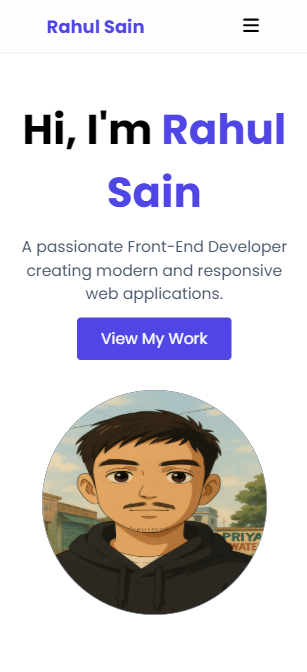 Rahul Sain
Hi, I'm Rahul
Sain
A passionate Front-End Developer
creating modern and responsive
web applications.
View My Work
PRIYA
WATE